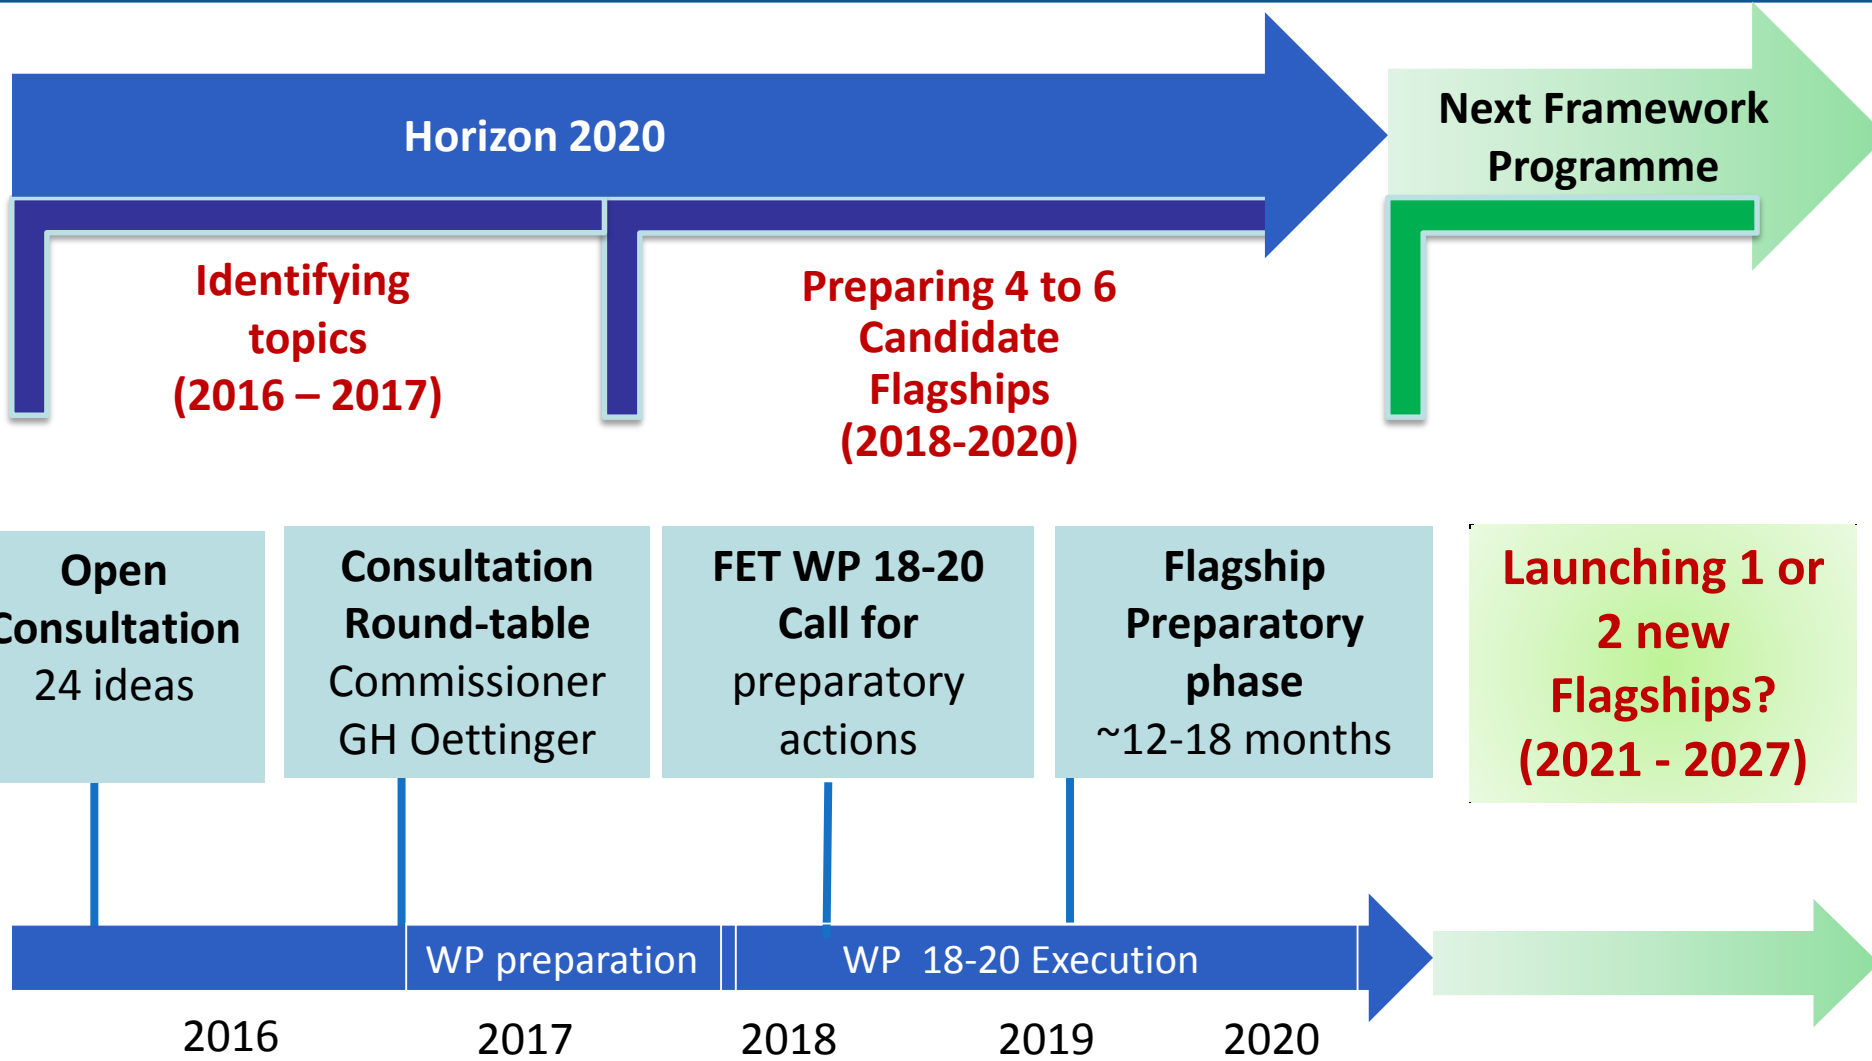 Horizon 2020
Next Framework
Programme
Identifying
topics
(2016 – 2017)
Preparing 4 to 6
Candidate
Flagships
(2018-2020)
Open
Consultation
24 ideas
Consultation
Round-table
Commissioner
GH Oettinger
FET WP 18-20
Call for
preparatory
actions
Flagship
Preparatory
phase
~12-18 months
Launching 1 or
2 new
Flagships?
(2021 - 2027)
WP preparation
WP 18-20 Execution
2016
2017
2018
2019
2020